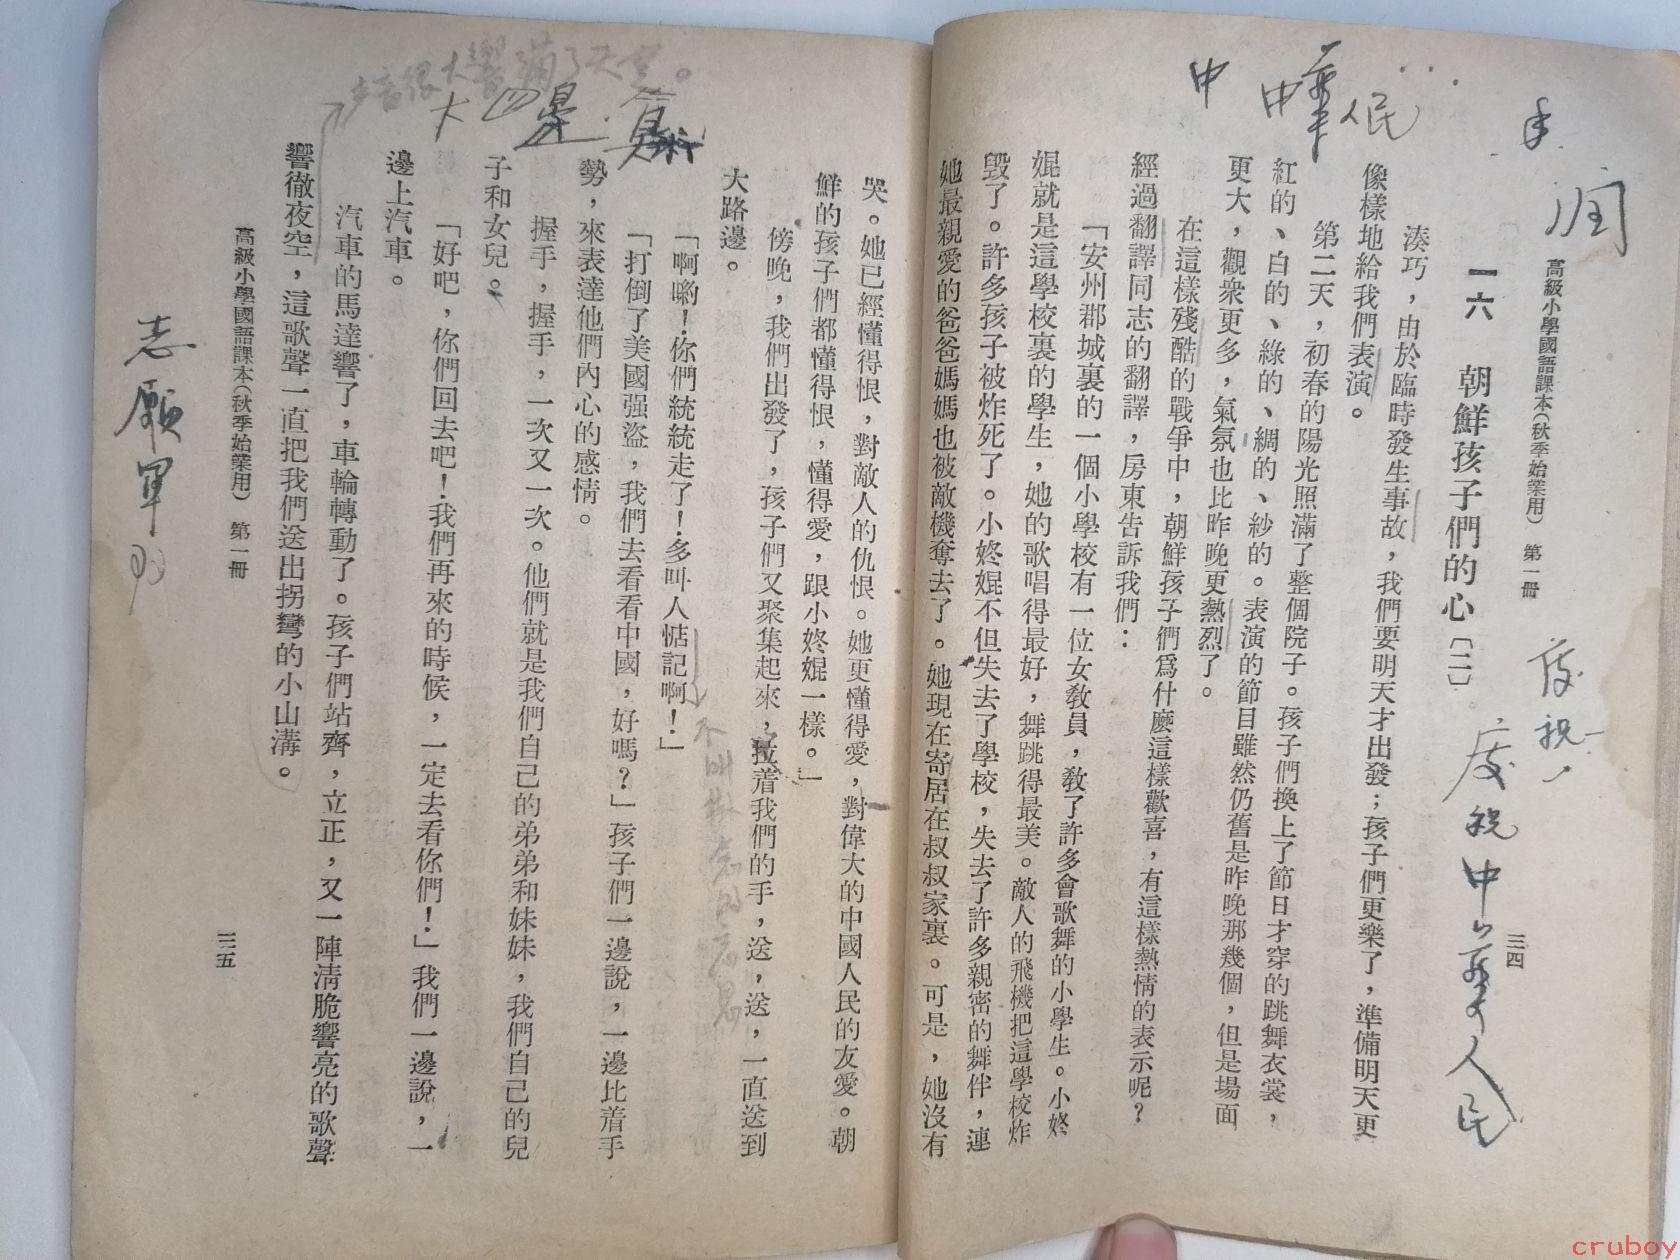 高級小學國語課本（秋季始業用）　第一冊
三四
一六　朝鮮孩子們的心〔二〕
湊巧，由於臨時發生事故，我們要明天才出發；孩子們更樂了，準備明天更
像樣地給我們表演。
第二天，初春的陽光照滿了整個院子。孩子們換上了節日才穿的跳舞衣裳，
紅的、白的、綠的、綢的、紗的。表演的節目雖然仍舊是昨晚那幾個，但是場面
更大，觀衆更多，氣氛也比昨晚更熱烈了。
在這樣殘酷的戰爭中，朝鮮孩子們爲什麼這樣歡喜，有這樣熱情的表示呢？
經過翻譯同志的翻譯，房東告訴我們：
「安州郡城裏的一個小學校有一位女教員，教了許多會歌舞的小學生。小姳
娓就是這學校裏的學生，她的歌唱得最好，舞跳得最美。敵人的飛機把這學校炸
毀了。許多孩子被炸死了。小姳娓不但失去了學校，失去了許多親密的舞伴，連
她最親愛的爸爸媽媽也被敵機奪去了。她現在寄居在叔叔家裏。可是，她沒有
哭。她已經懂得恨，對敵人的仇恨。她更懂得愛，對偉大的中國人民的友愛。朝
鮮的孩子們都懂得恨，懂得愛，跟小姳娓一樣。」
傍晚，我們出發了，孩子們又聚集起來，拉着我們的手，送，送，一直送到
大路邊。
「啊喲！你們統統走了！多叫人惦記啊！」
「打倒了美國强盜，我們去看看中國，好嗎？」孩子們一邊說，一邊比着手
勢，來表達他們內心的感情。
握手，握手，一次又一次。他們就是我們自己的弟弟和妹妹，我們自己的兒
子和女兒。
「好吧，你們回去吧！我們再來的時候，一定去看你們！」我們一邊說，一
邊上汽車。
汽車的馬達響了，車輪轉動了。孩子們站齊，立正，又一陣淸脆響亮的歌聲
響徹夜空，這歌聲一直把我們送出拐彎的小山溝。
高級小學國語課本（秋季始業用）　第一冊
三五
中
中華人民
祝
祝中
人民
声音很大響滿了天空。
大四邊
志願軍
cruboy